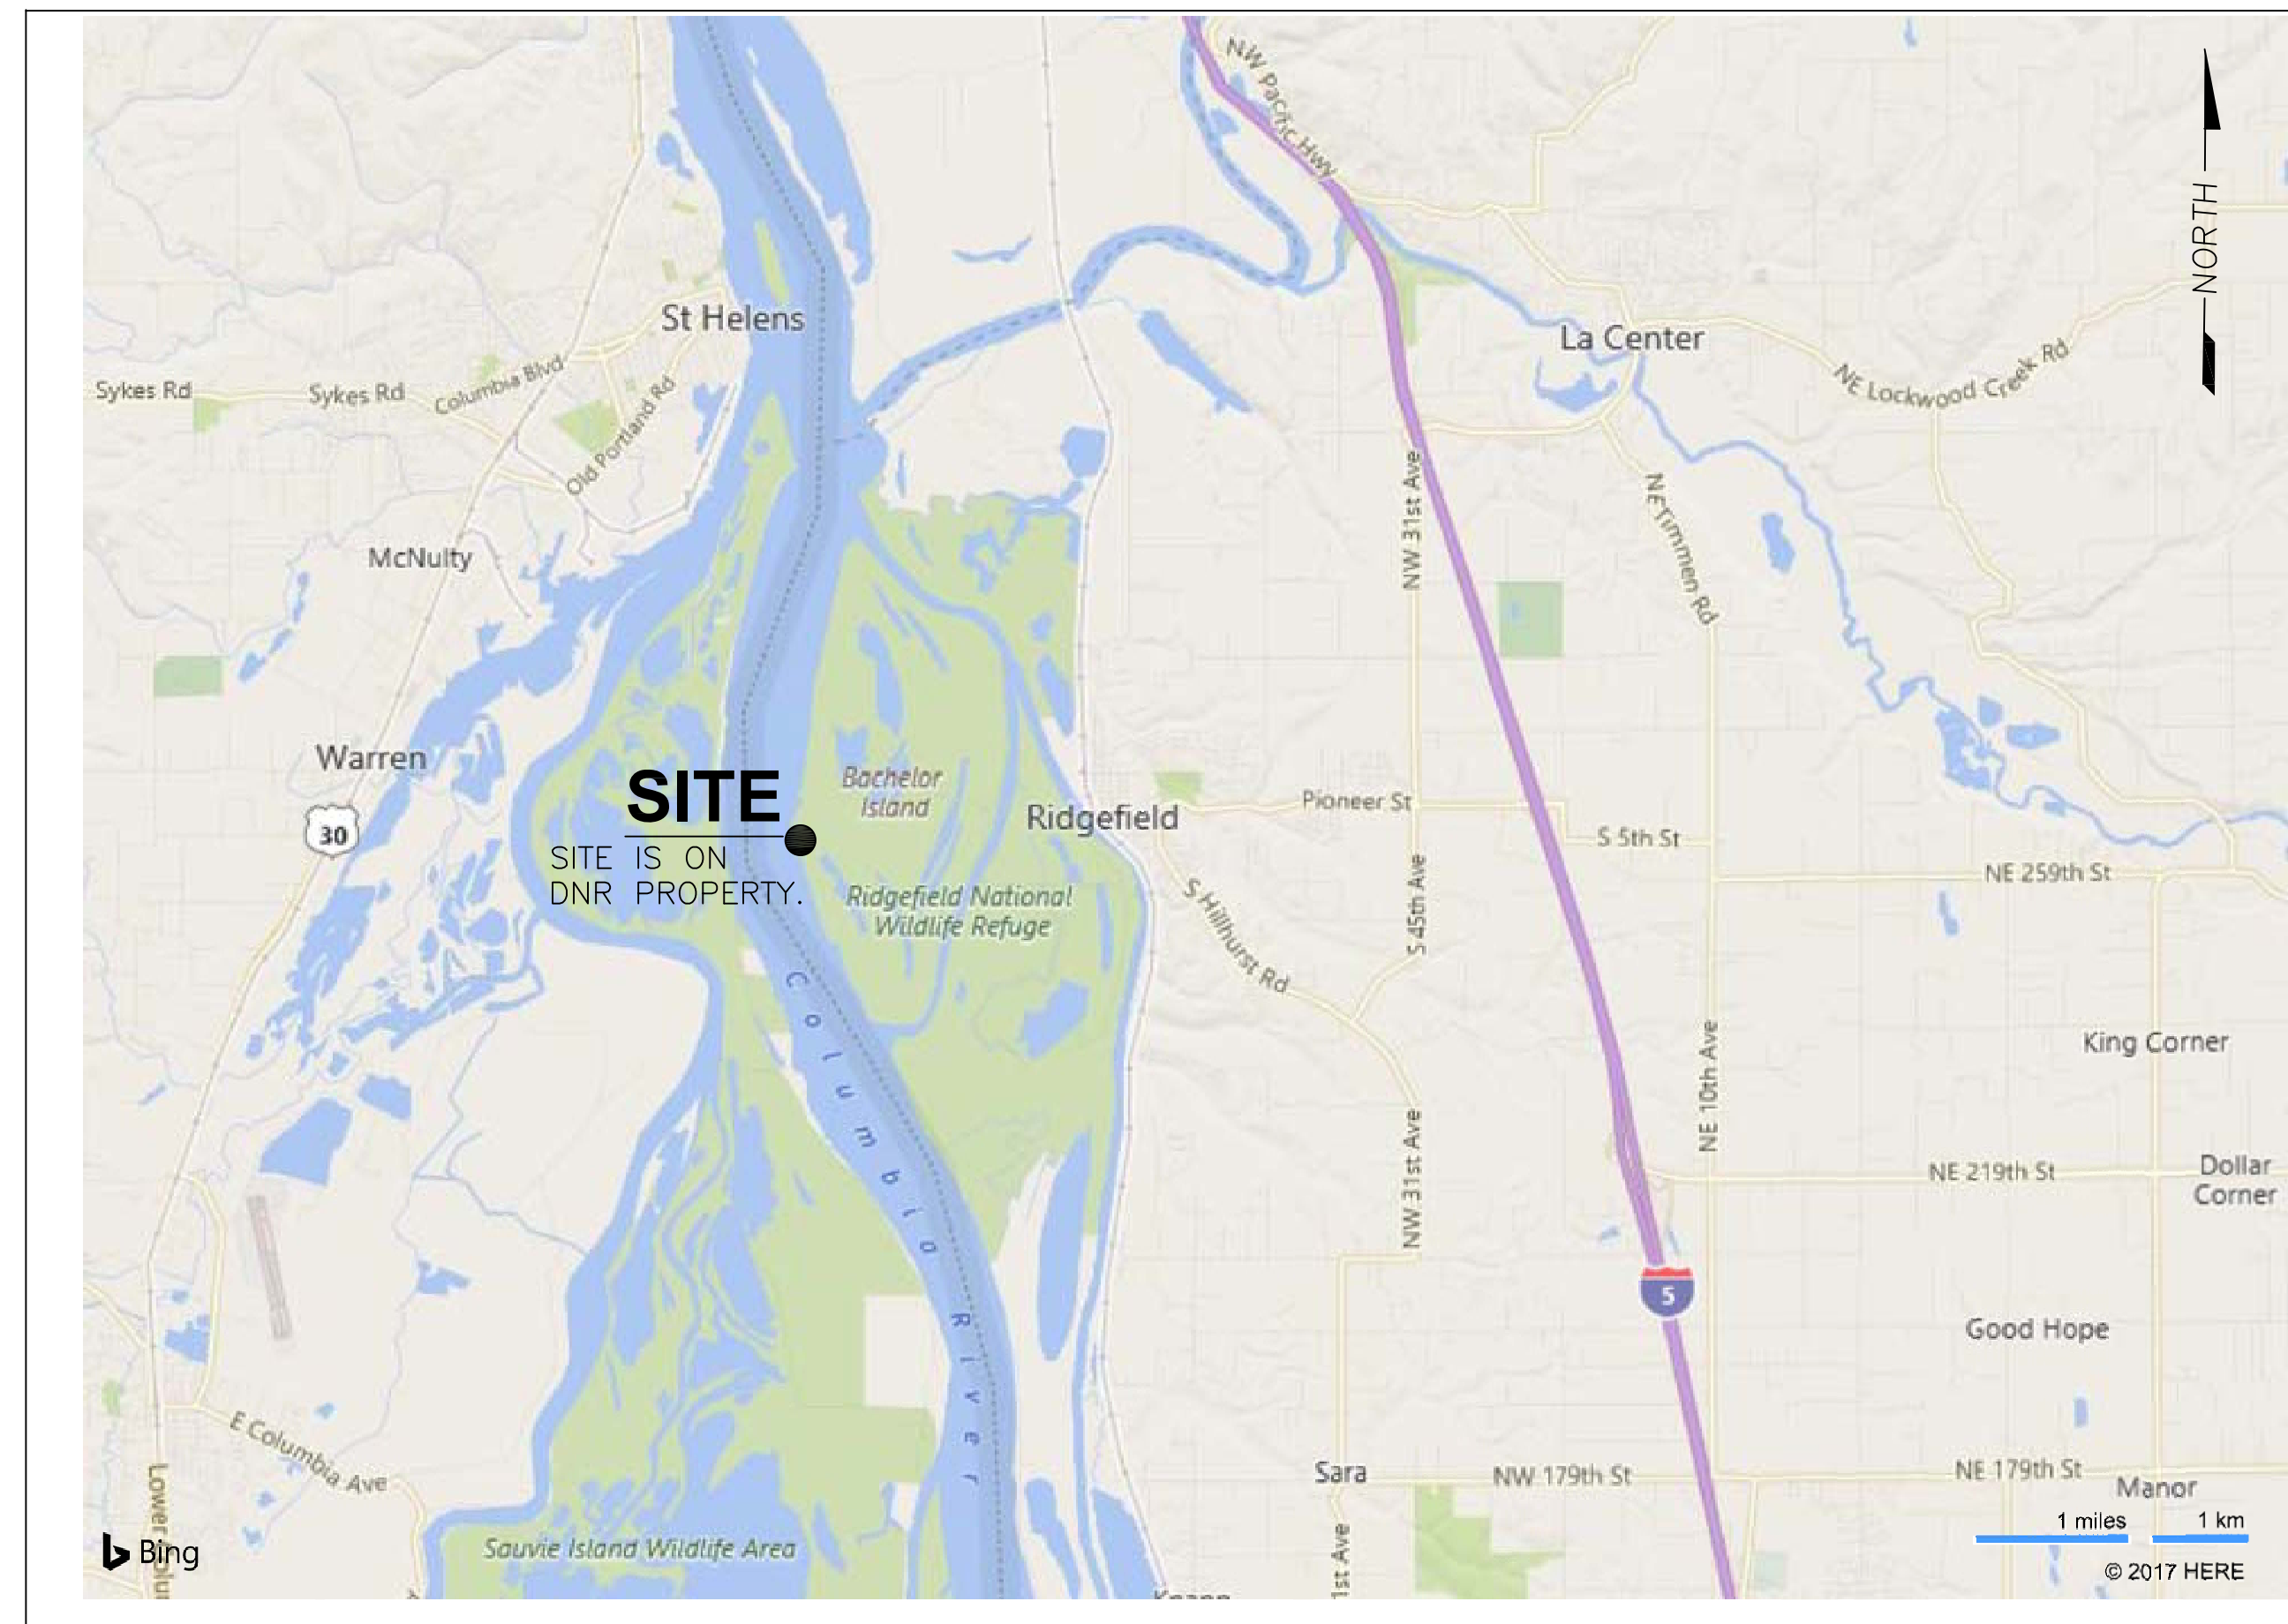 NW Pacific Hwy
NORTH
St Helens
La Center
Sykes Rd
Sykes Rd
Columbia Blvd
Old Portland Rd
NE Lockwood Creek Rd
NW 31st Ave
NE Timmen Rd
McNulty
Warren
30
SITE
SITE IS ON
DNR PROPERTY.
Bachelor
Island
Ridgefield
Pioneer St
S 5th St
NE 259th St
Ridgefield National
Wildlife Refuge
S 45th Ave
S Hillhurst Rd
Columbia River
King Corner
NE 10th Ave
NW 31st Ave
NE 219th St
Dollar
Corner
5
Good Hope
E Columbia Ave
Lower
Sara
NW 179th St
NE 179th St
Manor
1 miles
1 km
Bing
Sauvie Island Wildlife Area
1st Ave
© 2017 HERE